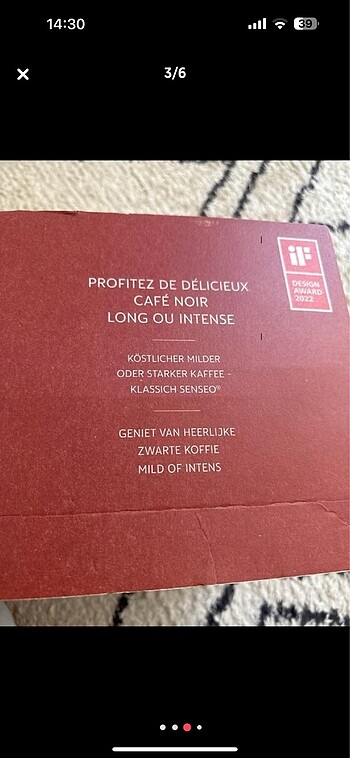 14:30
39
3/6
iF
DESIGN
AWARD
2022
PROFITEZ DE DÉLICIEUX
CAFÉ NOIR
LONG OU INTENSE
KÖSTLICHER MILDER
ODER STARKER KAFFEE –
KLASSICH SENSEO®
GENIET VAN HEERLIJKE
ZWARTE KOFFIE
MILD OF INTENS